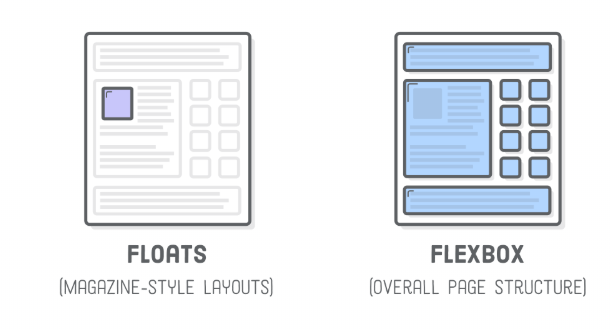 FLOATS
(MAGAZINE-STYLE LAYOUTS)
FLEXBOX
(OVERALL PAGE STRUCTURE)